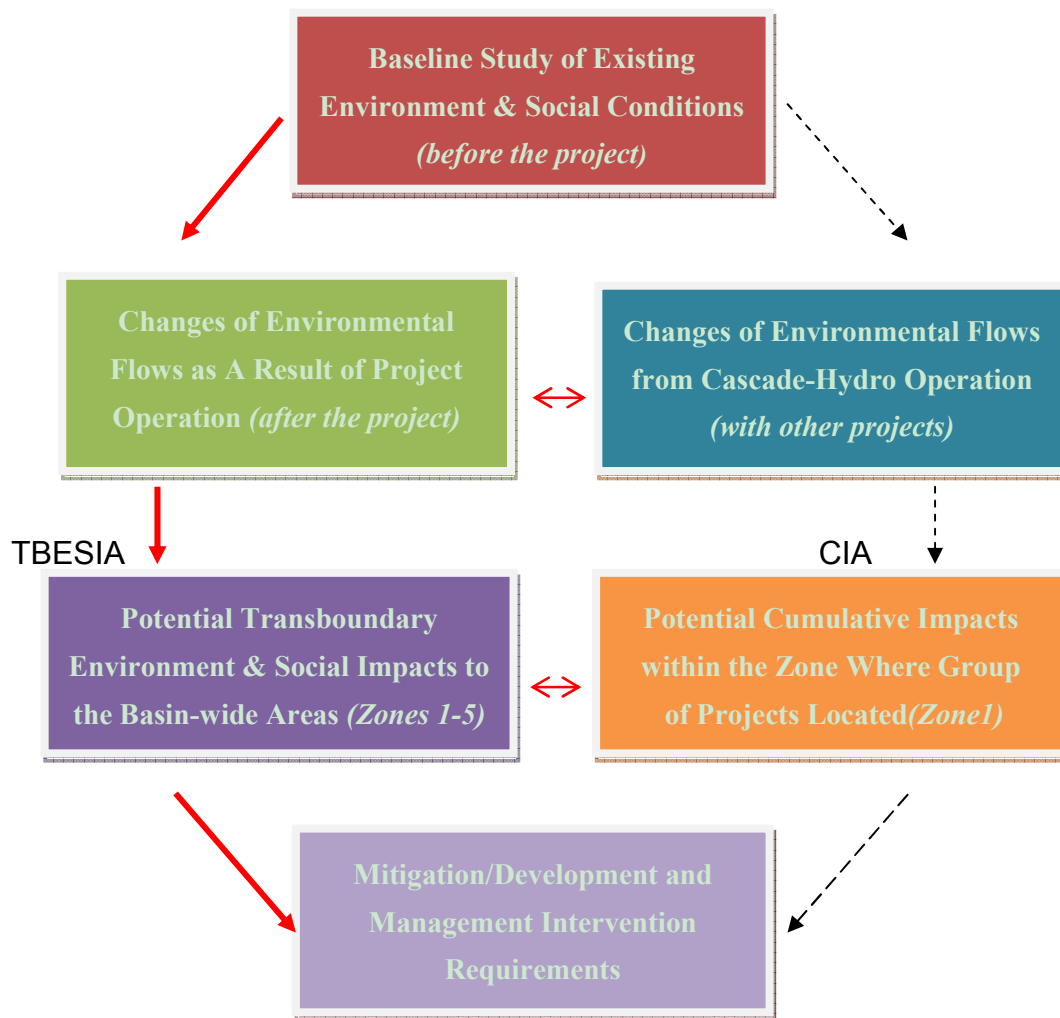 Baseline Study of Existing
Environment & Social Conditions
(before the project)
Changes of Environmental
Flows as A Result of Project
Operation (after the project)
Changes of Environmental Flows
from Cascade-Hydro Operation
(with other projects)
TBESIA
CIA
Potential Transboundary
Environment & Social Impacts to
the Basin-wide Areas (Zones 1-5)
Potential Cumulative Impacts
within the Zone Where Group
of Projects Located(Zone1)
Mitigation/Development and
Management Intervention
Requirements